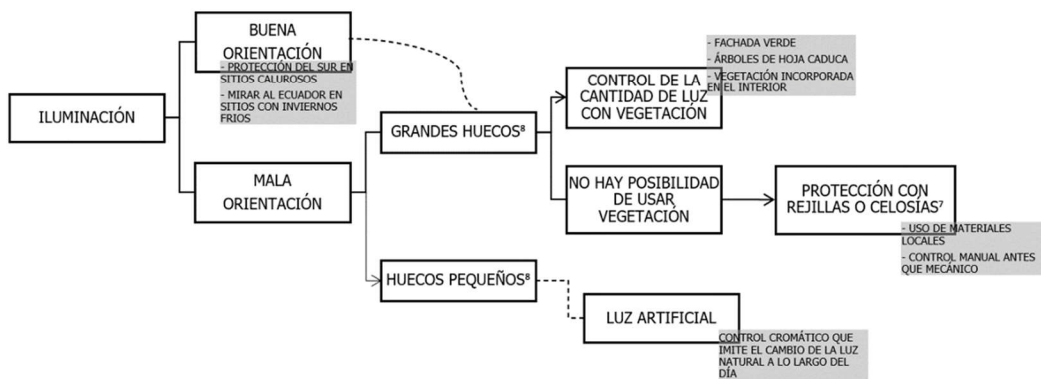 BUENA
ORIENTACIÓN
- PROTECCIÓN DEL SUR EN
SITIOS CALUROSOS
- MIRAR AL ECUADOR EN
SITIOS CON INVIERNOS
FRIOS
ILUMINACIÓN
MALA
ORIENTACIÓN
GRANDES HUECOS⁸
HUECOS PEQUEÑOS⁸
- FACHADA VERDE
- ÁRBOLES DE HOJA CADUCA
- VEGETACIÓN INCORPORADA
EN EL INTERIOR
CONTROL DE LA
CANTIDAD DE LUZ
CON VEGETACIÓN
NO HAY POSIBILIDAD
DE USAR
VEGETACIÓN
PROTECCIÓN CON
REJILLAS O CELOSÍAS⁷
- USO DE MATERIALES
LOCALES
- CONTROL MANUAL ANTES
QUE MECÁNICO
LUZ ARTIFICIAL
CONTROL CROMÁTICO QUE
IMITE EL CAMBIO DE LA LUZ
NATURAL A LO LARGO DEL
DÍA